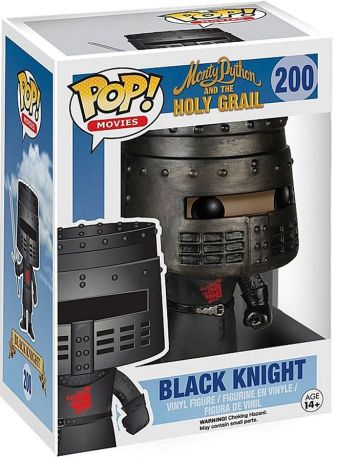 POP!
MOVIES
Monty Python
AND THE
HOLY GRAIL
200
POP!
MOVIES
BLACK KNIGHT
200
BLACK KNIGHT
VINYL FIGURE / FIGURINE EN VINYLE /
FIGURA DE VINIL
WARNING! CHOKING HAZARD.
May contain small parts.
AGE
14+